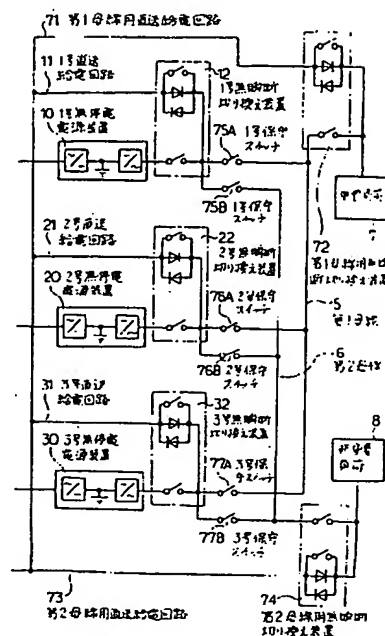 71 第1母線用直送給電回路
11 1号直送
給電回路
12
1号無瞬断
切り換え装置
10 1号無停電
電源装置
75A 1号保守
スイッチ
75B 1号保守
スイッチ
72
第1母線用無瞬
断切り換え装置
7
21 2号直送
給電回路
22
2号無瞬断
切り換え装置
20 2号無停電
電源装置
76A 2号保守
スイッチ
76B 2号保守
スイッチ
5
第1母線
6
第2母線
31 3号直送
給電回路
32
3号無瞬断
切り換え装置
30 3号無停電
電源装置
77A 3号保
守スイッチ
77B 3号保守
スイッチ
8
負荷
73
第2母線用直送給電回路
74 第2母線用無瞬断
切り換え装置